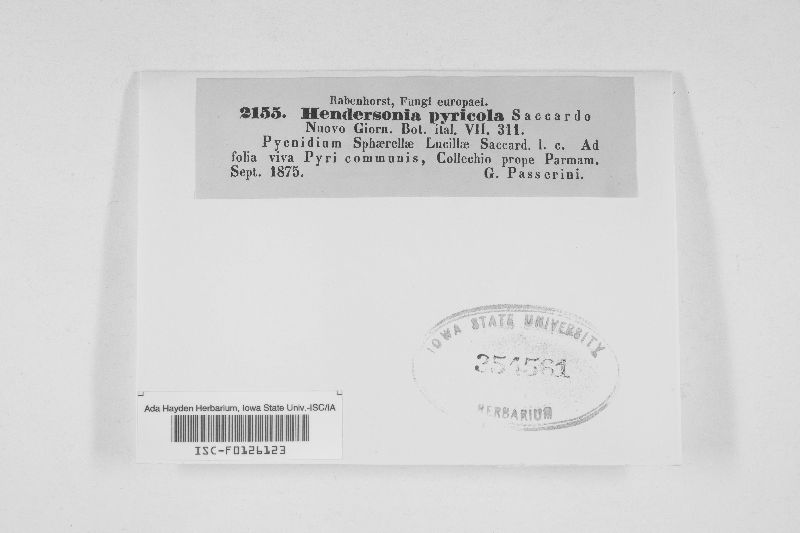 Rabenhorst, Fungi europaei.
2155. Hendersonia pyricola Saccardo
Nuovo Giorn. Bot. ital. VII. 311.
Pycnidium Sphærellæ Lucillæ Saccard. l. c. Ad
folia viva Pyri communis, Collechio prope Parmam.
Sept. 1875. G. Passerini.
IOWA STATE UNIVERSITY
354561
HERBARIUM
Ada Hayden Herbarium, Iowa State Univ.-ISC/IA
ISC-F0126123